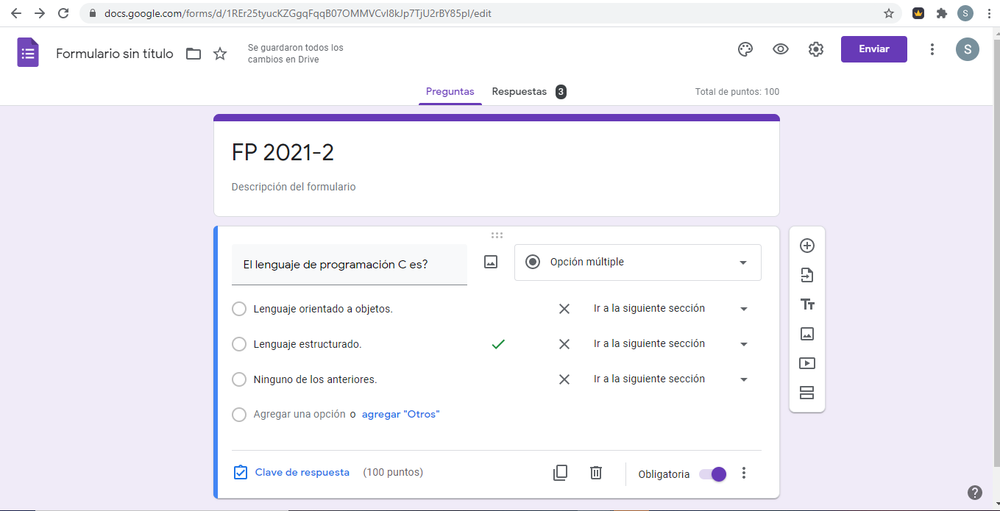 docs.google.com/forms/d/1REr25tyucKZGgqFqqB07OMMVCvI8kJp7TjU2rBY85pI/edit
S
Formulario sin título
Se guardaron todos los
cambios en Drive
Enviar
S
Preguntas
Respuestas 3
Total de puntos: 100
FP 2021-2
Descripción del formulario
El lenguaje de programación C es?
Opción múltiple
Lenguaje orientado a objetos.
Ir a la siguiente sección
Lenguaje estructurado.
Ir a la siguiente sección
Ninguno de los anteriores.
Ir a la siguiente sección
Agregar una opción o agregar "Otros"
Clave de respuesta (100 puntos)
Obligatoria